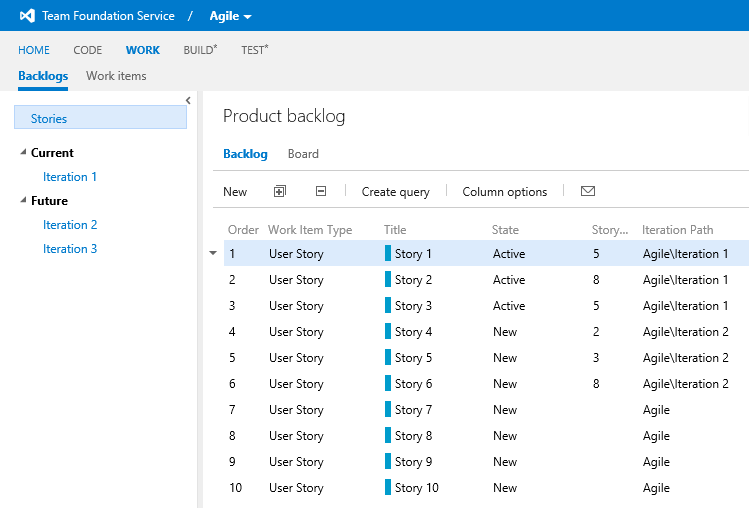 Team Foundation Service / Agile
HOME CODE WORK BUILD* TEST*
Backlogs Work items
Stories
Current
Iteration 1
Future
Iteration 2
Iteration 3
Product backlog
Backlog Board
New Create query Column options
Order Work Item Type Title State Story... Iteration Path
1 User Story Story 1 Active 5 Agile\Iteration 1
2 User Story Story 2 Active 8 Agile\Iteration 1
3 User Story Story 3 Active 5 Agile\Iteration 1
4 User Story Story 4 New 2 Agile\Iteration 2
5 User Story Story 5 New 3 Agile\Iteration 2
6 User Story Story 6 New 8 Agile\Iteration 2
7 User Story Story 7 New Agile
8 User Story Story 8 New Agile
9 User Story Story 9 New Agile
10 User Story Story 10 New Agile